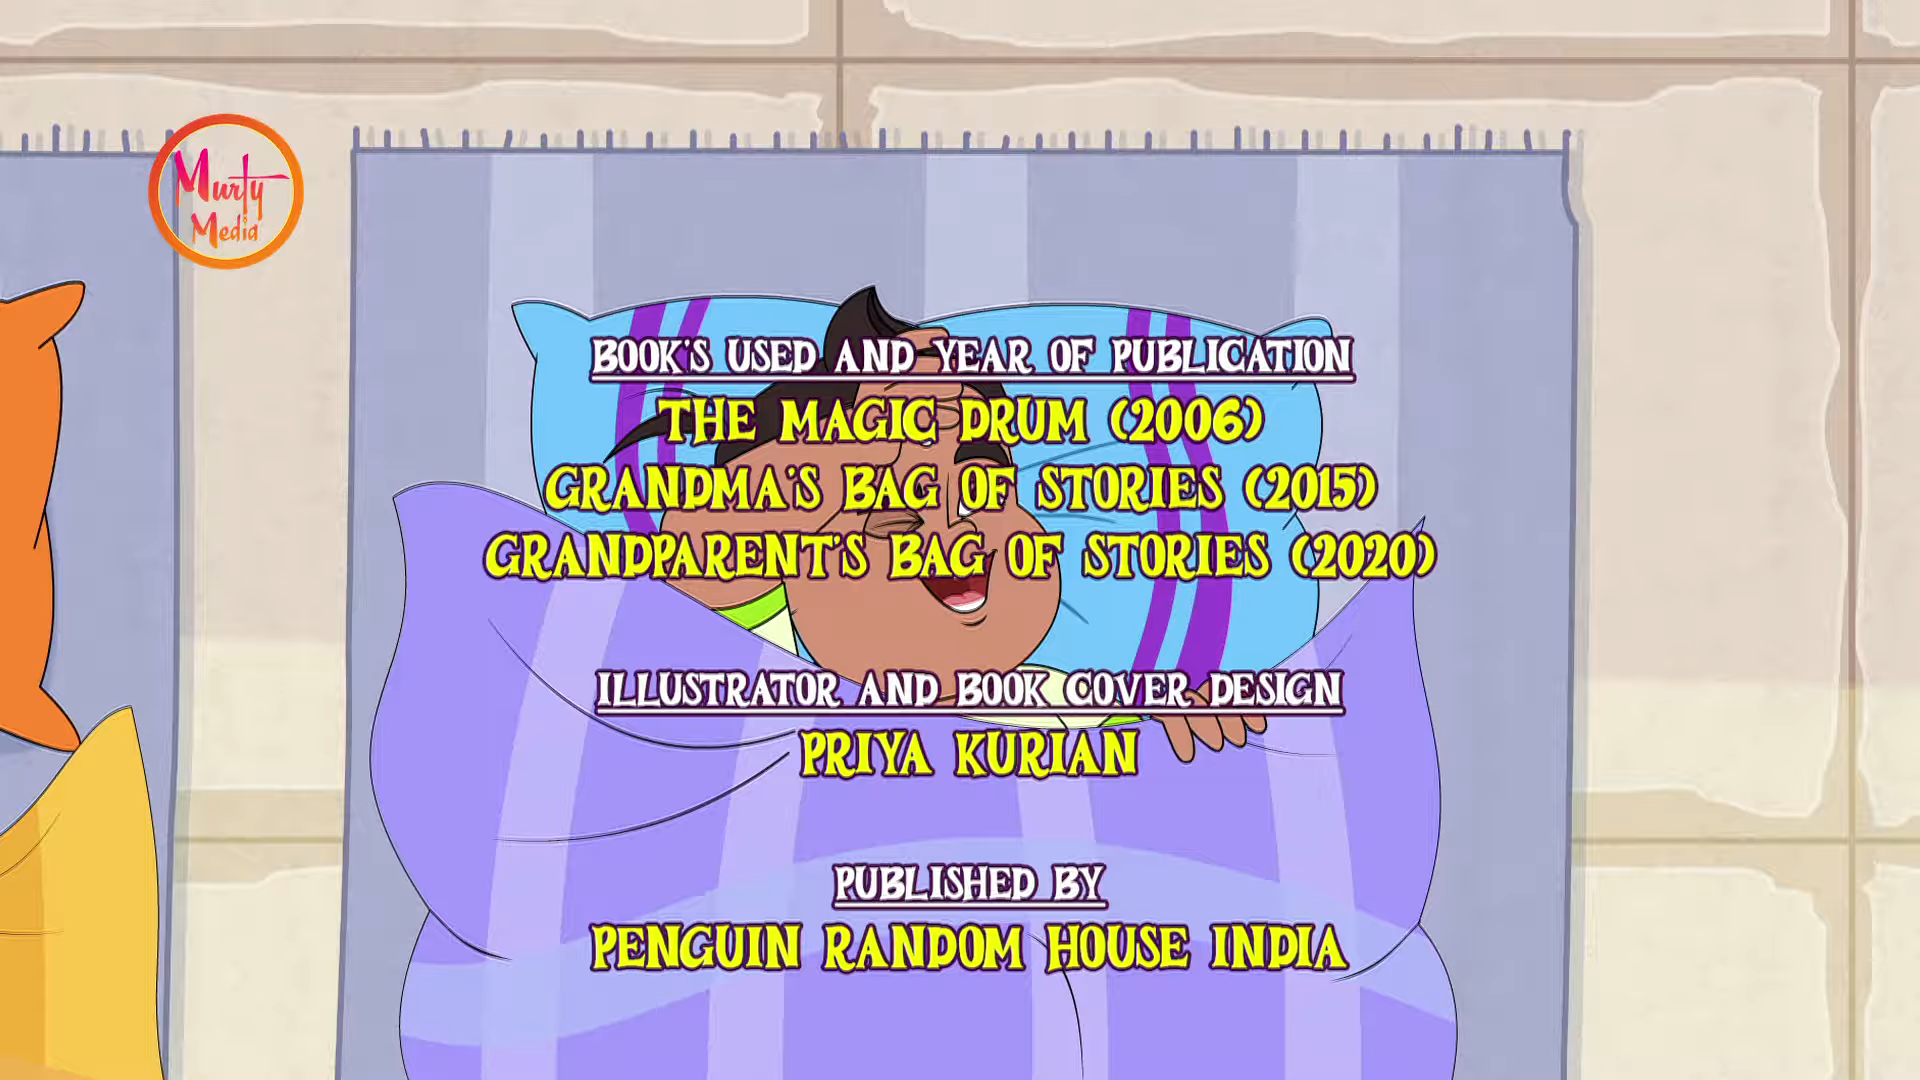 Murty
Media
BOOK'S USED AND YEAR OF PUBLICATION
THE MAGIC DRUM (2006)
GRANDMA'S BAG OF STORIES (2015)
GRANDPARENT'S BAG OF STORIES (2020)
ILLUSTRATOR AND BOOK COVER DESIGN
PRIYA KURIAN
PUBLISHED BY
PENGUIN RANDOM HOUSE INDIA